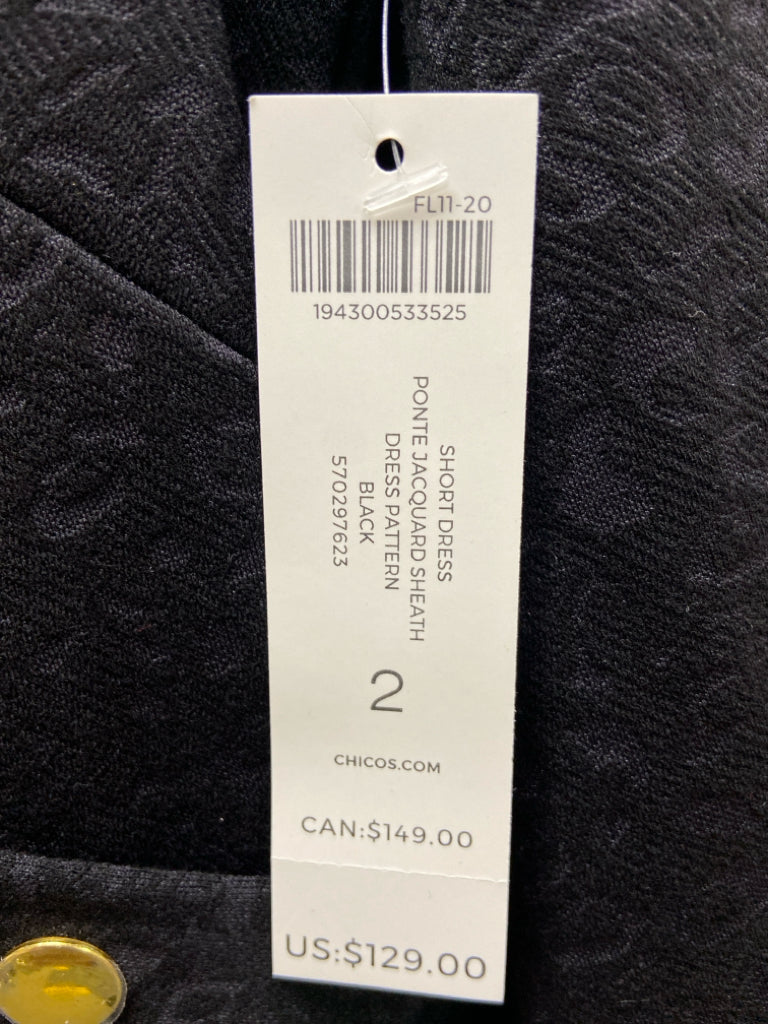 FL11-20
194300533525
SHORT DRESS
PONTE JACQUARD SHEATH
DRESS PATTERN
BLACK
570297623
2
CHICOS.COM
CAN:$149.00
US:$129.00